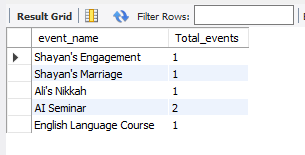 Result Grid Filter Rows:
event_name Total_events
Shayan's Engagement 1
Shayan's Marriage 1
Ali's Nikkah 1
AI Seminar 2
English Language Course 1